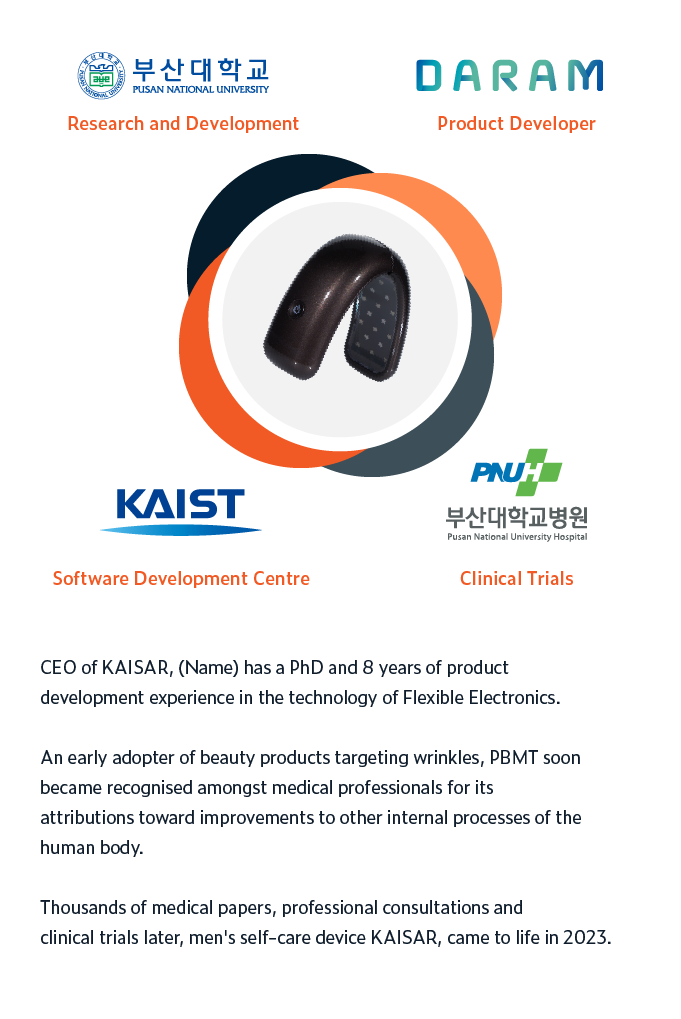 부산대학교
PUSAN NATIONAL UNIVERSITY
DARAM
Research and Development
Product Developer
KAIST
PNUH
부산대학교병원
Pusan National University Hospital
Software Development Centre
Clinical Trials
CEO of KAISAR, (Name) has a PhD and 8 years of product
development experience in the technology of Flexible Electronics.
An early adopter of beauty products targeting wrinkles, PBMT soon
became recognised amongst medical professionals for its
attributions toward improvements to other internal processes of the
human body.
Thousands of medical papers, professional consultations and
clinical trials later, men's self-care device KAISAR, came to life in 2023.